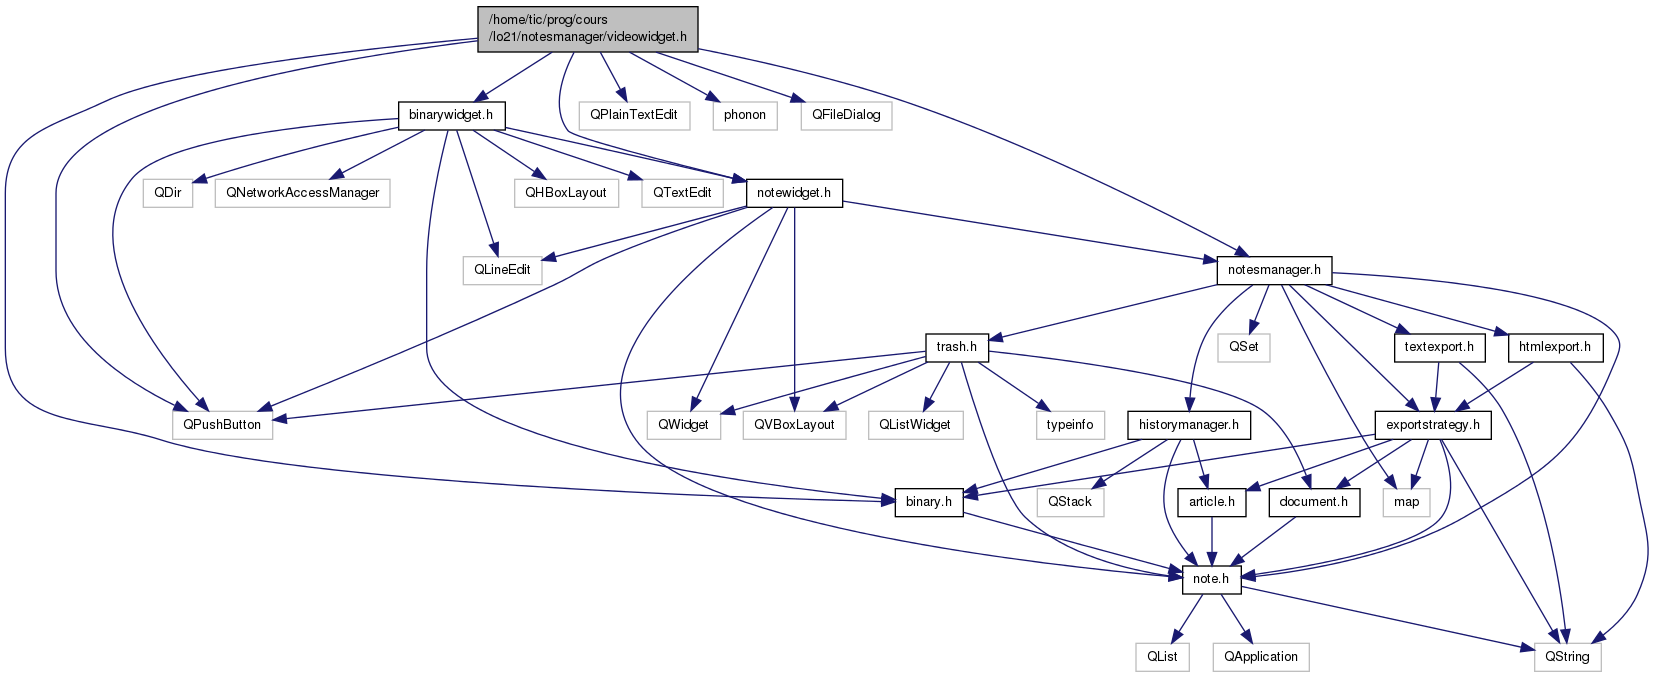 /home/tic/prog/cours
/lo21/notesmanager/videowidget.h
binarywidget.h
QPlainTextEdit
phonon
QFileDialog
QDir
QNetworkAccessManager
QHBoxLayout
QTextEdit
notewidget.h
QLineEdit
notesmanager.h
trash.h
QSet
textexport.h
htmlexport.h
QPushButton
QWidget
QVBoxLayout
QListWidget
typeinfo
historymanager.h
exportstrategy.h
binary.h
QStack
article.h
document.h
map
note.h
QList
QApplication
QString